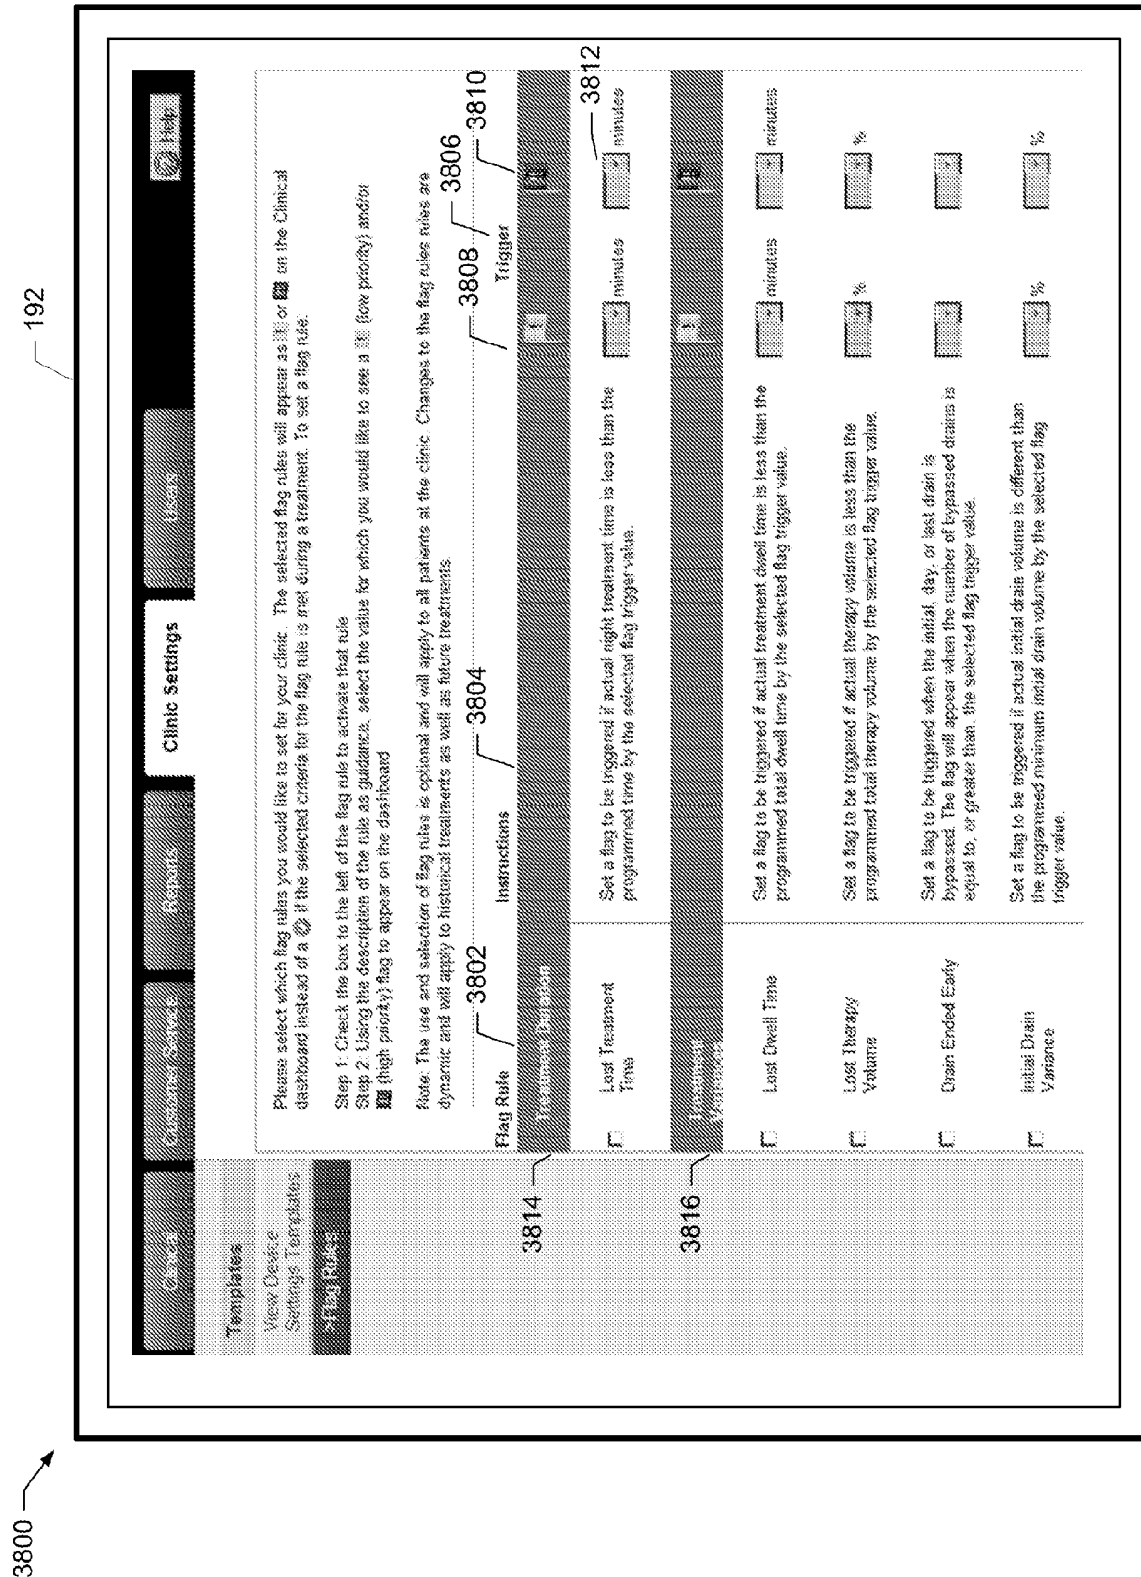 3800
192
Clinical
Customer Service
Reports
Clinic Settings
Users
Help
Templates
View Device
Settings Templates
> Flag Rules
Please select which flag rules you would like to set for your clinic. The selected flag rules will appear as or on the Clinical
dashboard instead of a if the selected criteria for the flag rule is met during a treatment. To set a flag rule:
Step 1: Check the box to the left of the flag rule to activate that rule
Step 2: Using the description of the rule as guidance, select the value for which you would like to see a (low priority) and/or
(high priority) flag to appear on the dashboard
Note: The use and selection of flag rules is optional and will apply to all patients at the clinic. Changes to the flag rules rules are
dynamic and will apply to historical treatments as well as future treatments.
3802
3804
3808
3806
3810
Flag Rule
Instructions
Trigger
3814
Treatment Duration
3812
Lost Treatment
Time
Set a flag to be triggered if actual night treatment time is less than the
programmed time by the selected flag trigger value.
minutes
minutes
3816
Treatment
Lost Dwell Time
Set a flag to be triggered if actual treatment dwell time is less than the
programmed total dwell time by the selected flag trigger value.
minutes
minutes
Lost Therapy
Volume
Set a flag to be triggered if actual therapy volume is less than the
programmed total therapy volume by the selected flag trigger value.
%
%
Drain Ended Early
Set a flag to be triggered when the initial, day, or last drain is
bypassed. The flag will appear when the number of bypassed drains is
equal to, or greater than, the selected flag trigger value.
Initial Drain
Variance
Set a flag to be triggered if actual initial drain volume is different than
the programmed minimum initial drain volume by the selected flag
trigger value.
%
%